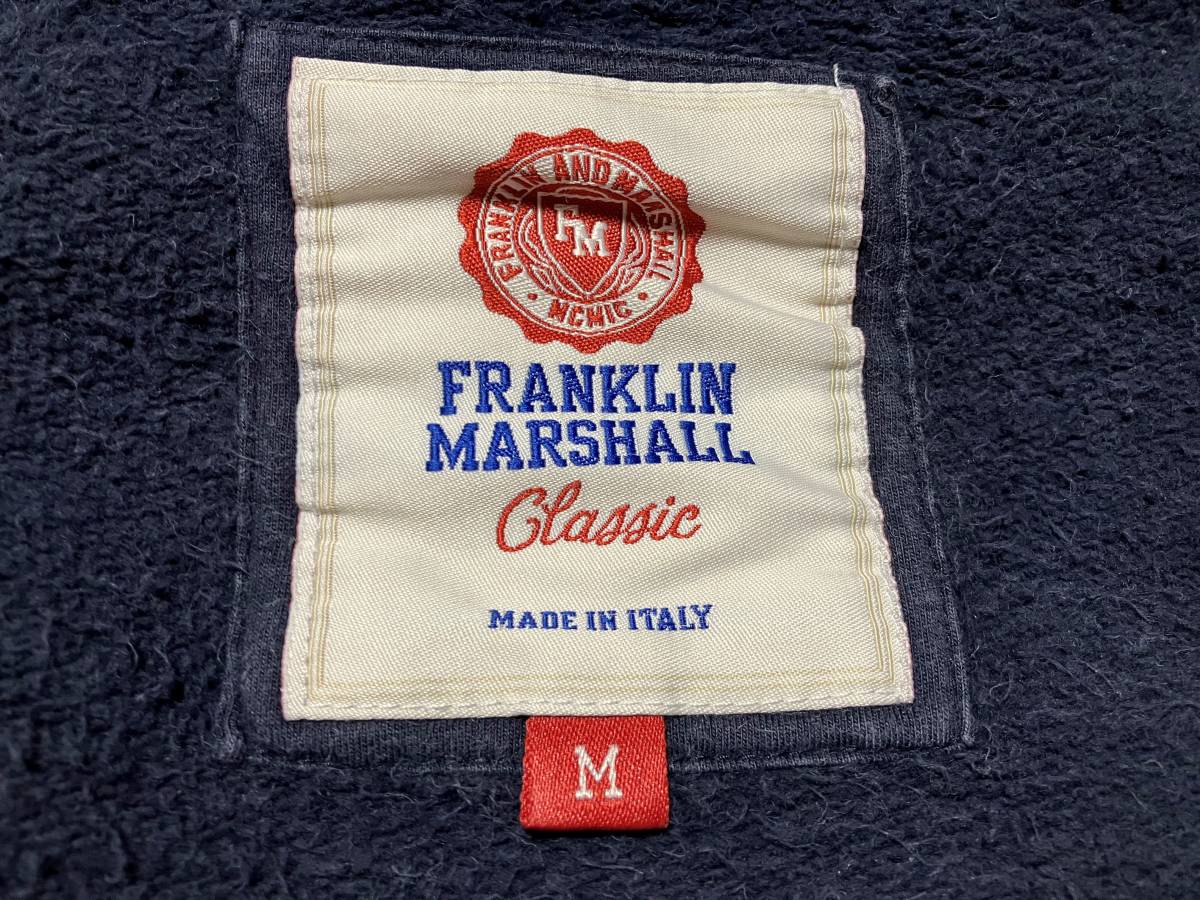 FRANKLIN AND MARSHALL
FM
MCMIC
FRANKLIN
MARSHALL
Classic
MADE IN ITALY
M